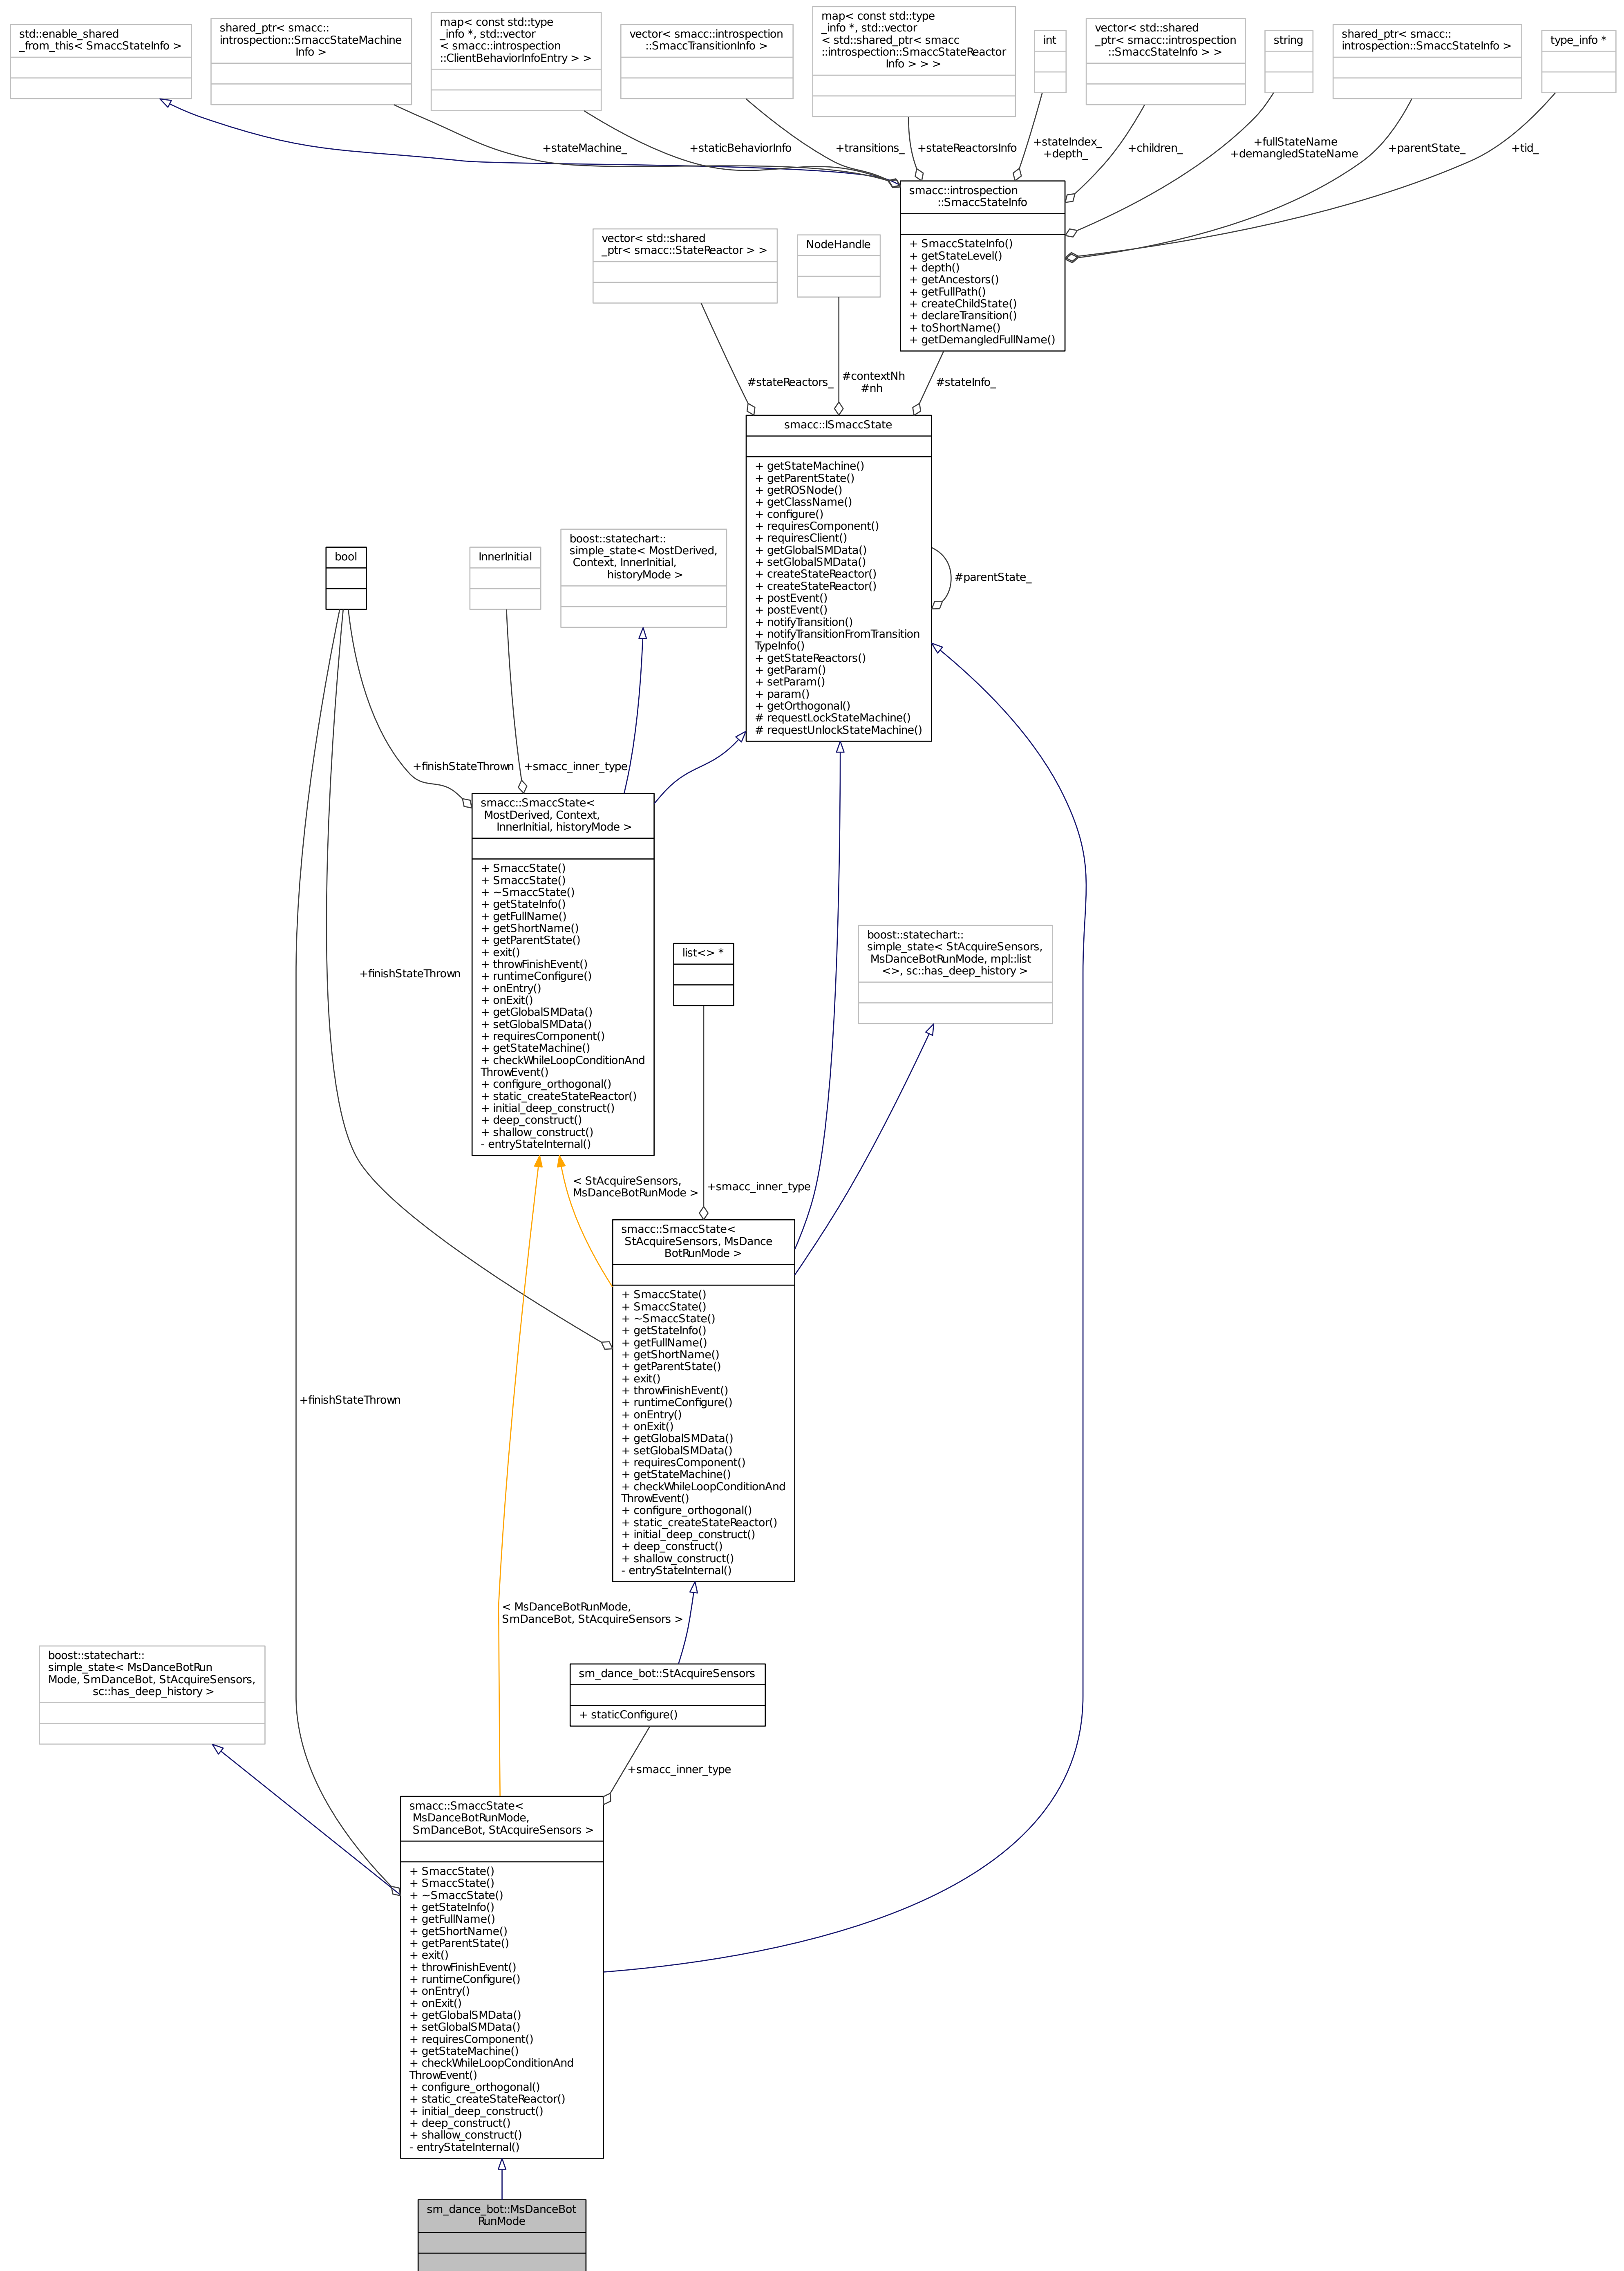 std::enable_shared
_from_this< SmaccStateInfo >
shared_ptr< smacc::
introspection::SmaccStateMachine
Info >
map< const std::type
_info *, std::vector
< smacc::introspection
::ClientBehaviorInfoEntry > >
vector< smacc::introspection
::SmaccTransitionInfo >
map< const std::type
_info *, std::vector
< std::shared_ptr< smacc
::introspection::SmaccStateReactor
Info > > >
int
vector< std::shared
_ptr< smacc::introspection
::SmaccStateInfo > >
string
shared_ptr< smacc::
introspection::SmaccStateInfo >
type_info *
+stateMachine_
+staticBehaviorInfo
+transitions_
+stateReactorsInfo
+stateIndex_
+depth_
+children_
+fullStateName
+demangledStateName
+parentState_
+tid_
smacc::introspection
::SmaccStateInfo
+ SmaccStateInfo()
+ getStateLevel()
+ depth()
+ getAncestors()
+ getFullPath()
+ createChildState()
+ declareTransition()
+ toShortName()
+ getDemangledFullName()
vector< std::shared
_ptr< smacc::StateReactor > >
NodeHandle
#stateReactors_
#contextNh
#nh
#stateInfo_
smacc::ISmaccState
+ getStateMachine()
+ getParentState()
+ getROSNode()
+ getClassName()
+ configure()
+ requiresComponent()
+ requiresClient()
+ getGlobalSMData()
+ setGlobalSMData()
+ createStateReactor()
+ createStateReactor()
+ postEvent()
+ postEvent()
+ notifyTransition()
+ notifyTransitionFromTransition
TypeInfo()
+ getStateReactors()
+ getParam()
+ setParam()
+ param()
+ getOrthogonal()
# requestLockStateMachine()
# requestUnlockStateMachine()
#parentState_
bool
InnerInitial
boost::statechart::
simple_state< MostDerived,
Context, InnerInitial,
historyMode >
+finishStateThrown
+smacc_inner_type
smacc::SmaccState<
MostDerived, Context,
InnerInitial, historyMode >
+ SmaccState()
+ SmaccState()
+ ~SmaccState()
+ getStateInfo()
+ getFullName()
+ getShortName()
+ getParentState()
+ exit()
+ throwFinishEvent()
+ runtimeConfigure()
+ onEntry()
+ onExit()
+ getGlobalSMData()
+ setGlobalSMData()
+ requiresComponent()
+ getStateMachine()
+ checkWhileLoopConditionAnd
ThrowEvent()
+ configure_orthogonal()
+ static_createStateReactor()
+ initial_deep_construct()
+ deep_construct()
+ shallow_construct()
- entryStateInternal()
+finishStateThrown
list<> *
boost::statechart::
simple_state< StAcquireSensors,
MsDanceBotRunMode, mpl::list
<>, sc::has_deep_history >
< StAcquireSensors,
MsDanceBotRunMode >
+smacc_inner_type
smacc::SmaccState<
StAcquireSensors, MsDance
BotRunMode >
+ SmaccState()
+ SmaccState()
+ ~SmaccState()
+ getStateInfo()
+ getFullName()
+ getShortName()
+ getParentState()
+ exit()
+ throwFinishEvent()
+ runtimeConfigure()
+ onEntry()
+ onExit()
+ getGlobalSMData()
+ setGlobalSMData()
+ requiresComponent()
+ getStateMachine()
+ checkWhileLoopConditionAnd
ThrowEvent()
+ configure_orthogonal()
+ static_createStateReactor()
+ initial_deep_construct()
+ deep_construct()
+ shallow_construct()
- entryStateInternal()
+finishStateThrown
< MsDanceBotRunMode,
SmDanceBot, StAcquireSensors >
boost::statechart::
simple_state< MsDanceBotRun
Mode, SmDanceBot, StAcquireSensors,
sc::has_deep_history >
sm_dance_bot::StAcquireSensors
+ staticConfigure()
+smacc_inner_type
smacc::SmaccState<
MsDanceBotRunMode,
SmDanceBot, StAcquireSensors >
+ SmaccState()
+ SmaccState()
+ ~SmaccState()
+ getStateInfo()
+ getFullName()
+ getShortName()
+ getParentState()
+ exit()
+ throwFinishEvent()
+ runtimeConfigure()
+ onEntry()
+ onExit()
+ getGlobalSMData()
+ setGlobalSMData()
+ requiresComponent()
+ getStateMachine()
+ checkWhileLoopConditionAnd
ThrowEvent()
+ configure_orthogonal()
+ static_createStateReactor()
+ initial_deep_construct()
+ deep_construct()
+ shallow_construct()
- entryStateInternal()
sm_dance_bot::MsDanceBot
RunMode